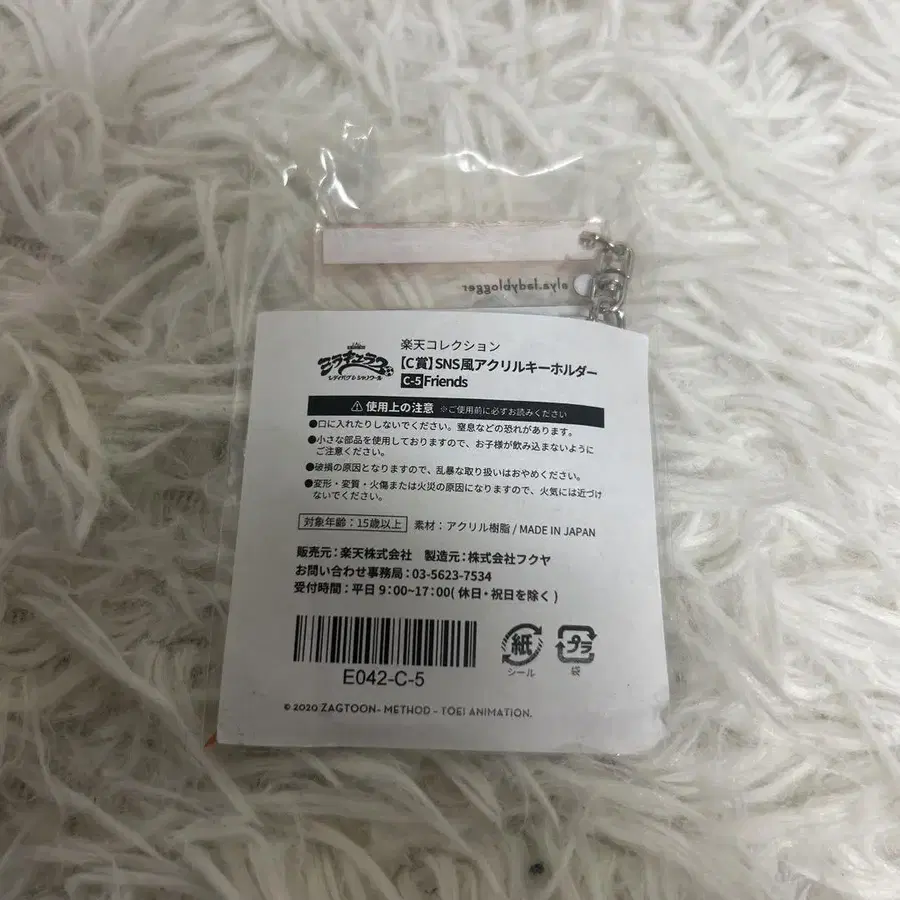 alya.ladyblogger
ミラキュラス
レディバグ&シャノワール
楽天コレクション
【C賞】SNS風アクリルキーホルダー
C-5 Friends
⚠使用上の注意 ※ご使用前に必ずお読みください
●口に入れたりしないでください。窒息などの恐れがあります。
●小さな部品を使用しておりますので、お子様が飲み込まないように
ご注意ください。
●破損の原因となりますので、乱暴な取り扱いはおやめください。
●変形・変質・火傷または火災の原因になりますので、火気には近づけ
ないでください。
対象年齢：15歳以上 素材：アクリル樹脂 / MADE IN JAPAN
販売元：楽天株式会社 製造元：株式会社フクヤ
お問い合わせ事務局：03-5623-7534
受付時間：平日 9：00~17：00( 休日・祝日を除く )
E042-C-5
紙
シール
プラ
袋
© 2020 ZAGTOON- METHOD - TOEI ANIMATION,